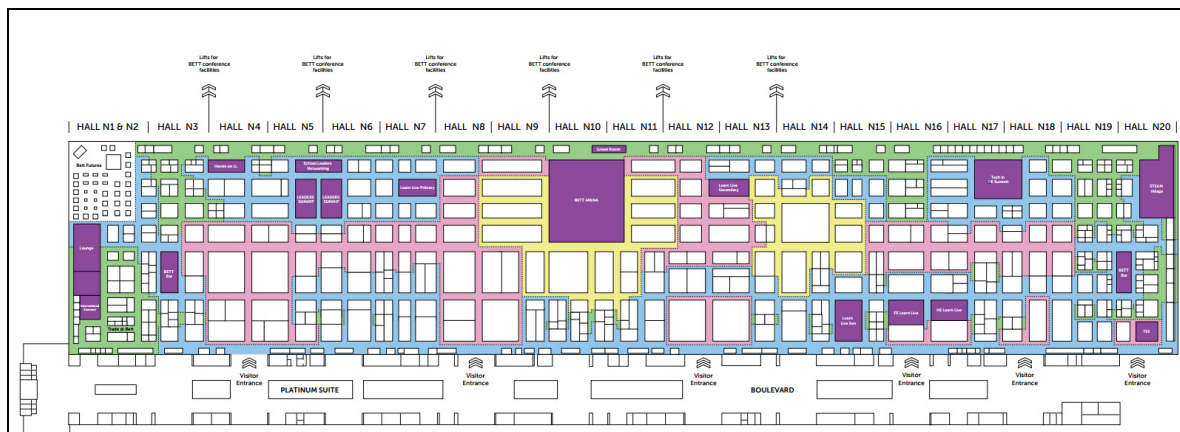 Lifts for
BETT conference
facilities
Lifts for
BETT conference
facilities
Lifts for
BETT conference
facilities
Lifts for
BETT conference
facilities
Lifts for
BETT conference
facilities
Lifts for
BETT conference
facilities
HALL N1 & N2
HALL N3
HALL N4
HALL N5
HALL N6
HALL N7
HALL N8
HALL N9
HALL N10
HALL N11
HALL N12
HALL N13
HALL N14
HALL N15
HALL N16
HALL N17
HALL N18
HALL N19
HALL N20
Green Room
Bett Futures
Hands on LL
School Leaders
Networking
Tech in
HE Summit
LEADERS
SUMMIT
LEADERS
SUMMIT
Learn Live Primary
Learn Live
Secondary
STEAM
Village
BETT ARENA
Lounge
BETT
Bar
BETT
Bar
International
Connect
Learn
Live Sen
FE Learn Live
HE Learn Live
Trade @ Bett
TES
Visitor
Entrance
Visitor
Entrance
Visitor
Entrance
Visitor
Entrance
Visitor
Entrance
Visitor
Entrance
PLATINUM SUITE
BOULEVARD